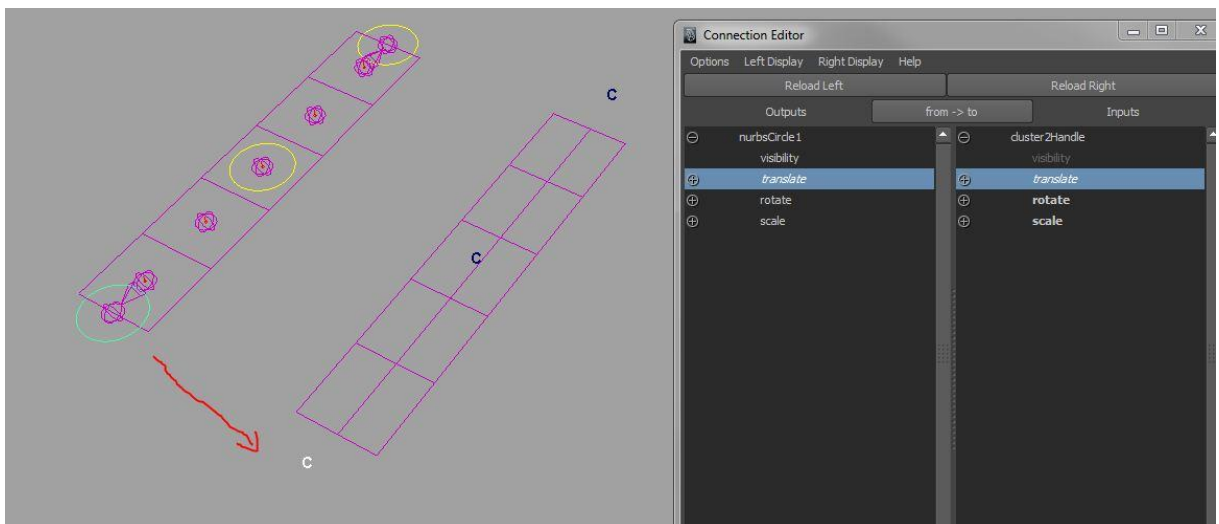 Connection Editor
Options Left Display Right Display Help
Reload Left Reload Right
Outputs from -> to Inputs
nurbsCircle1 cluster2Handle
visibility visibility
translate translate
rotate rotate
scale scale
C
C
C